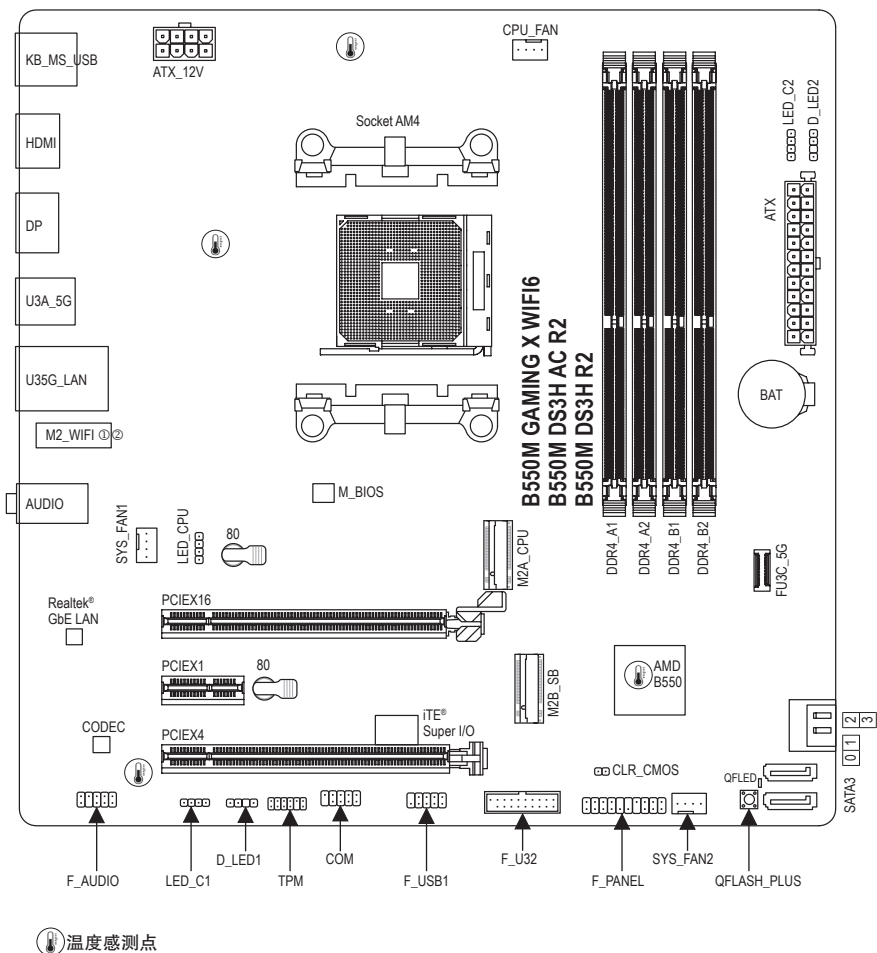 CPU_FAN
KB_MS_USB
ATX_12V
LED_C2
D_LED2
Socket AM4
HDMI
ATX
DP
U3A_5G
B550M GAMING X WIFI6
B550M DS3H AC R2
B550M DS3H R2
U35G_LAN
BAT
M2_WIFI ①②
M_BIOS
AUDIO
SYS_FAN1
LED_CPU
80
M2A_CPU
DDR4_A1
DDR4_A2
DDR4_B1
DDR4_B2
FU3C_5G
Realtek®
GbE LAN
PCIEX16
PCIEX1
80
M2B_SB
AMD
B550
CODEC
PCIEX4
iTE®
Super I/O
2 3
0 1
SATA3
CLR_CMOS
QFLED
D_LED1
COM
F_U32
SYS_FAN2
F_AUDIO
LED_C1
TPM
F_USB1
F_PANEL
QFLASH_PLUS
温度感测点